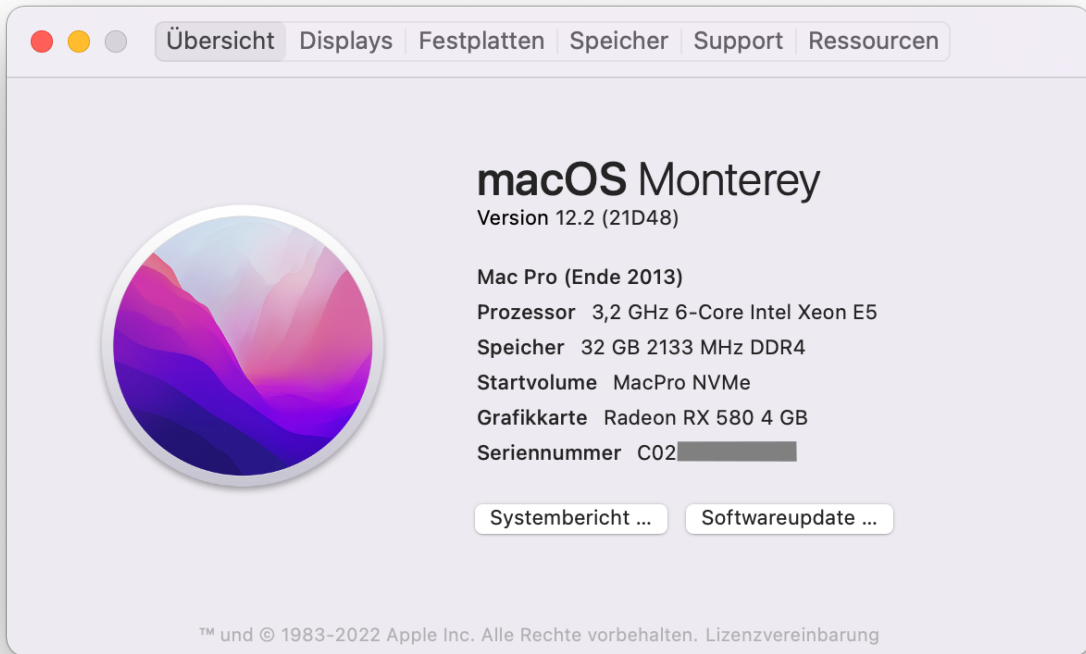 Übersicht Displays Festplatten Speicher Support Ressourcen
macOS Monterey
Version 12.2 (21D48)
Mac Pro (Ende 2013)
Prozessor 3,2 GHz 6-Core Intel Xeon E5
Speicher 32 GB 2133 MHz DDR4
Startvolume MacPro NVMe
Grafikkarte Radeon RX 580 4 GB
Seriennummer C02
Systembericht ... Softwareupdate ...
™ und © 1983-2022 Apple Inc. Alle Rechte vorbehalten. Lizenzvereinbarung